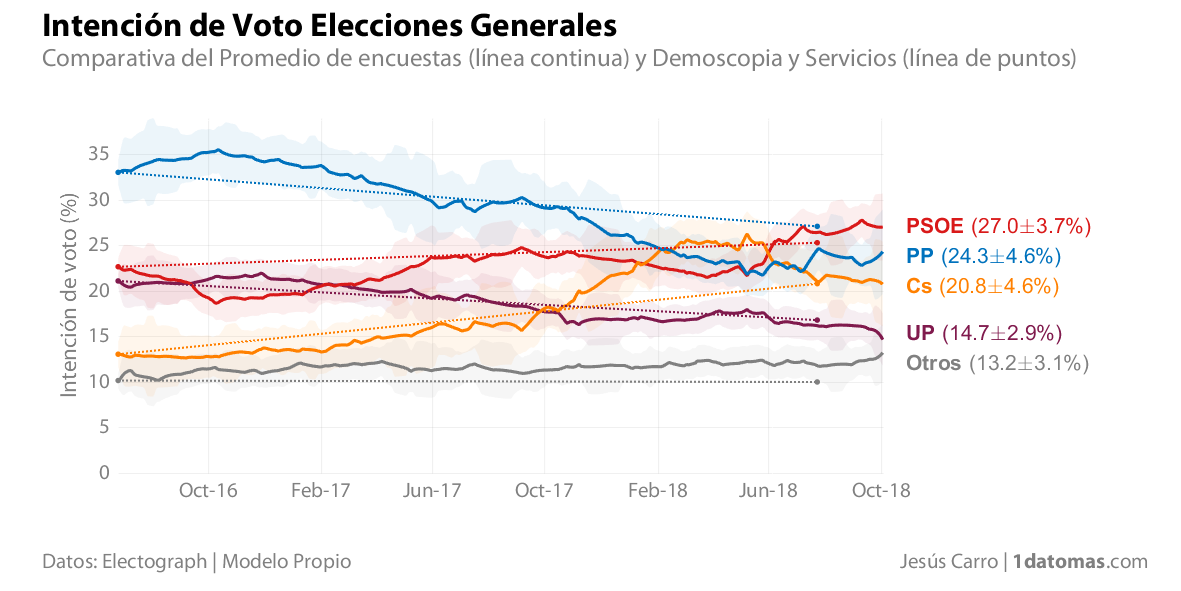 Intención de Voto Elecciones Generales
Comparativa del Promedio de encuestas (línea continua) y Demoscopia y Servicios (línea de puntos)
Intención de voto (%)
35
30
25
20
15
10
5
0
Oct-16 Feb-17 Jun-17 Oct-17 Feb-18 Jun-18 Oct-18
PSOE (27.0±3.7%)
PP (24.3±4.6%)
Cs (20.8±4.6%)
UP (14.7±2.9%)
Otros (13.2±3.1%)
Datos: Electograph | Modelo Propio
Jesús Carro | 1datomas.com